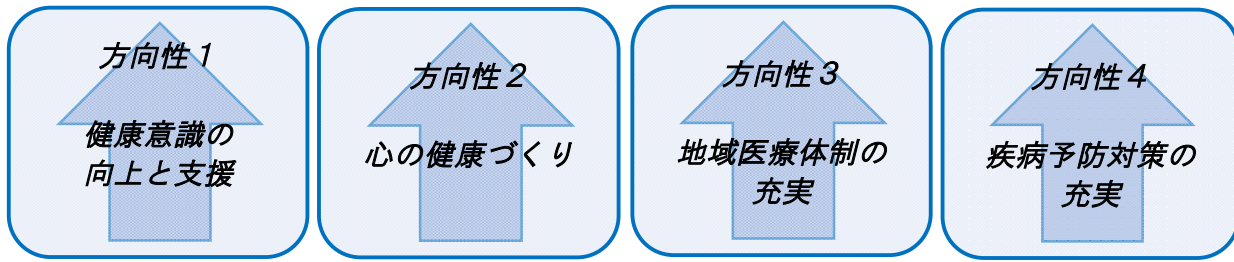 方向性１
健康意識の
向上と支援
方向性２
心の健康づくり
方向性３
地域医療体制の
充実
方向性４
疾病予防対策の
充実